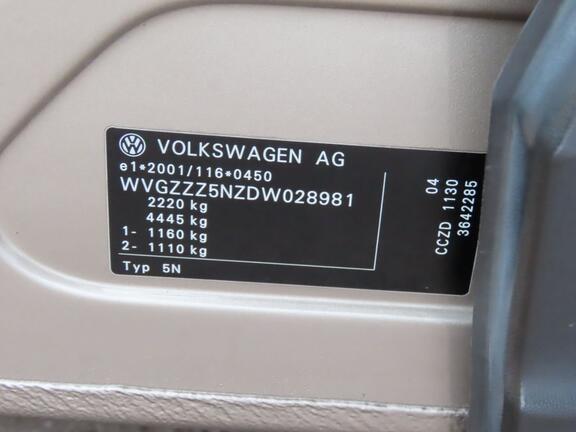 VOLKSWAGEN AG
e1*2001/116*0450
WVGZZZ5NZDW028981
2220 kg
4445 kg
1- 1160 kg
2- 1110 kg
Typ 5N
04
CCZD 1130
3642285